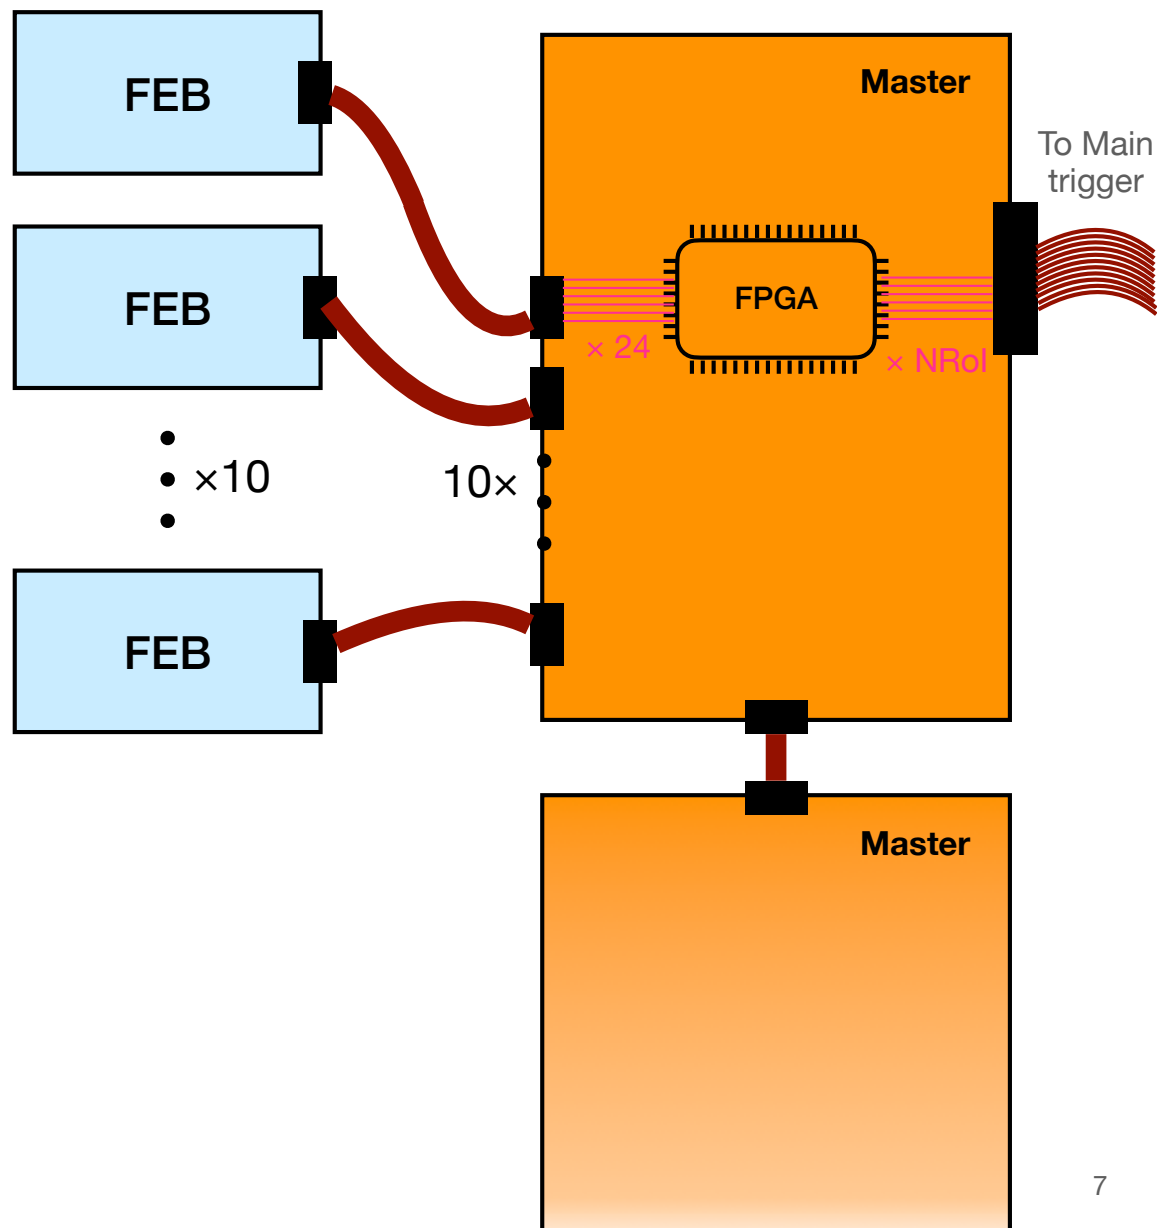 FEB
Master
To Main
trigger
FEB
FPGA
× 24
× NRoI
×10
10×
FEB
Master
7